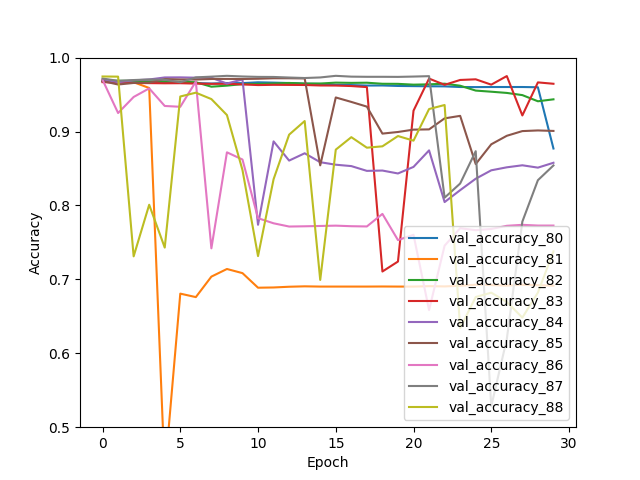 1.0
0.9
0.8
0.7
0.6
0.5
Accuracy
0
5
10
15
20
25
30
Epoch
val_accuracy_80
val_accuracy_81
val_accuracy_82
val_accuracy_83
val_accuracy_84
val_accuracy_85
val_accuracy_86
val_accuracy_87
val_accuracy_88